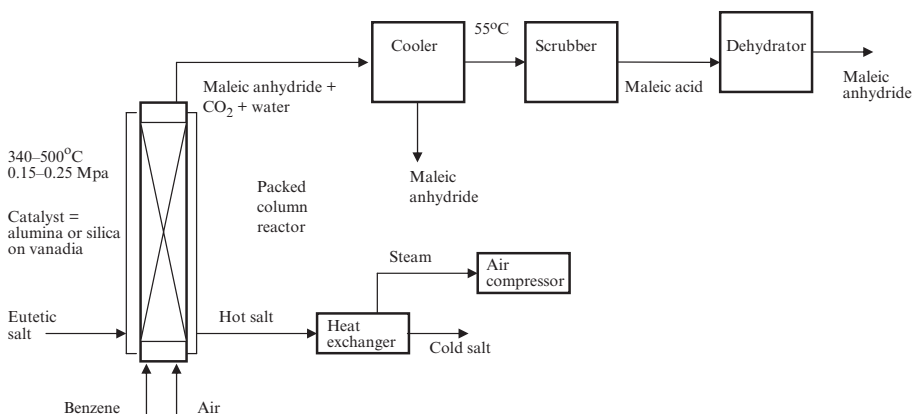 Cooler
55°C
Scrubber
Dehydrator
Maleic anhydride +
CO₂ + water
Maleic acid
Maleic
anhydride
Maleic
anhydride
340–500°C
0.15–0.25 Mpa
Packed
column
reactor
Catalyst =
alumina or silica
on vanadia
Steam
Air
compressor
Eutetic
salt
Hot salt
Heat
exchanger
Cold salt
Benzene
Air